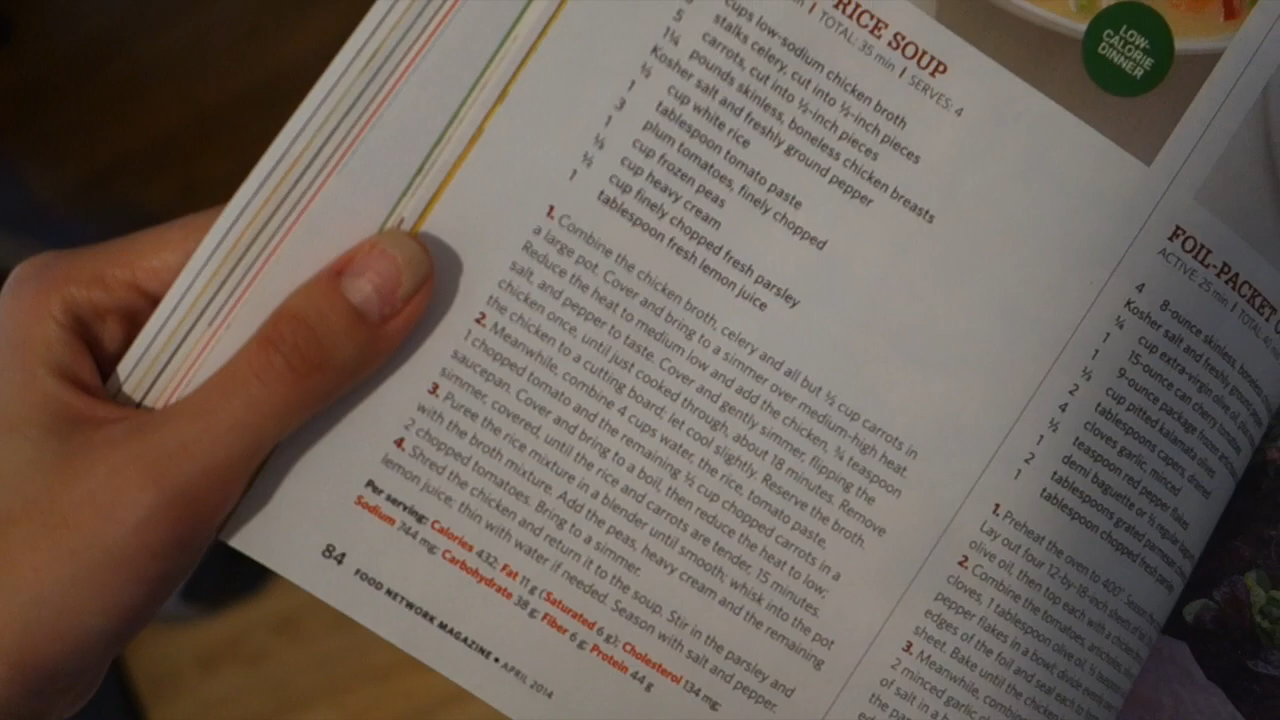 RICE SOUP
TOTAL: 35 min | SERVES: 4
cups low-sodium chicken broth
5 stalks celery, cut into ½-inch pieces
carrots, cut into ½-inch pieces
1¼ pounds skinless, boneless chicken breasts
Kosher salt and freshly ground pepper
cup white rice
1 tablespoon tomato paste
3 plum tomatoes, finely chopped
1 cup frozen peas
cup heavy cream
cup finely chopped fresh parsley
1 tablespoon fresh lemon juice
1. Combine the chicken broth, celery and all but ½ cup carrots in
a large pot. Cover and bring to a simmer over medium-high heat.
Reduce the heat to medium low and add the chicken, ¾ teaspoon
salt, and pepper to taste. Cover and gently simmer, flipping the
chicken once, until just cooked through, about 18 minutes. Remove
the chicken to a cutting board; let cool slightly. Reserve the broth.
2. Meanwhile, combine 4 cups water, the rice, tomato paste,
1 chopped tomato and the remaining ½ cup chopped carrots in a
saucepan. Cover and bring to a boil, then reduce the heat to low;
simmer, covered, until the rice and carrots are tender, 15 minutes.
3. Puree the rice mixture in a blender until smooth; whisk into the pot
with the broth mixture. Add the peas, heavy cream and the remaining
2 chopped tomatoes. Bring to a simmer.
4. Shred the chicken and return it to the soup. Stir in the parsley and
lemon juice; thin with water if needed. Season with salt and pepper.
Per serving: Calories 432; Fat 11 g (Saturated 6 g); Cholesterol 134 mg;
Sodium 744 mg; Carbohydrate 38 g; Fiber 6 g; Protein 44 g
84 FOOD NETWORK MAGAZINE • APRIL 2014
LOW-
CALORIE
DINNER
FOIL-PACKET
ACTIVE: 25 min | TOTAL:
4 8-ounce skinless,
Kosher salt and freshly ground
¼ cup extra-virgin olive oil,
1 15-ounce can cherry
1 9-ounce package frozen
⅓ cup pitted kalamata olives
2 tablespoons capers, drained
4 cloves garlic, minced
½ teaspoon red pepper flakes
1 demi baguette or ½ regular
2 tablespoons grated parmesan
1 tablespoon chopped fresh parsley
1. Preheat the oven to 400°.
Lay out four 12-by-18-inch sheets of
olive oil, then top each with a chicken
2. Combine the tomatoes,
cloves, 1 tablespoon olive oil,
pepper flakes in a bowl; divide
edges of the foil and seal
sheet. Bake until the chicken
3. Meanwhile, combine
2 minced garlic
of salt in a
the